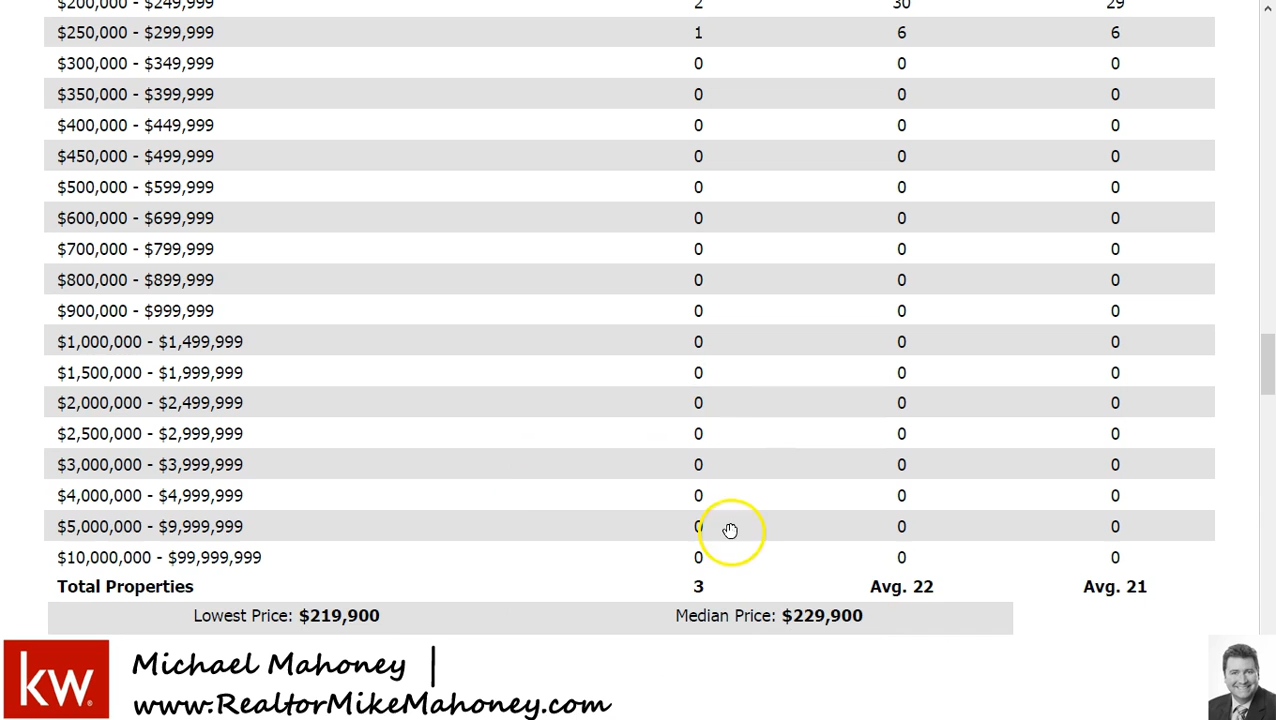 $200,000 - $249,999 2 30 29
$250,000 - $299,999 1 6 6
$300,000 - $349,999 0 0 0
$350,000 - $399,999 0 0 0
$400,000 - $449,999 0 0 0
$450,000 - $499,999 0 0 0
$500,000 - $599,999 0 0 0
$600,000 - $699,999 0 0 0
$700,000 - $799,999 0 0 0
$800,000 - $899,999 0 0 0
$900,000 - $999,999 0 0 0
$1,000,000 - $1,499,999 0 0 0
$1,500,000 - $1,999,999 0 0 0
$2,000,000 - $2,499,999 0 0 0
$2,500,000 - $2,999,999 0 0 0
$3,000,000 - $3,999,999 0 0 0
$4,000,000 - $4,999,999 0 0 0
$5,000,000 - $9,999,999 0 0 0
$10,000,000 - $99,999,999 0 0 0
Total Properties 3 Avg. 22 Avg. 21
Lowest Price: $219,900 Median Price: $229,900
kw®
Michael Mahoney |
www.RealtorMikeMahoney.com